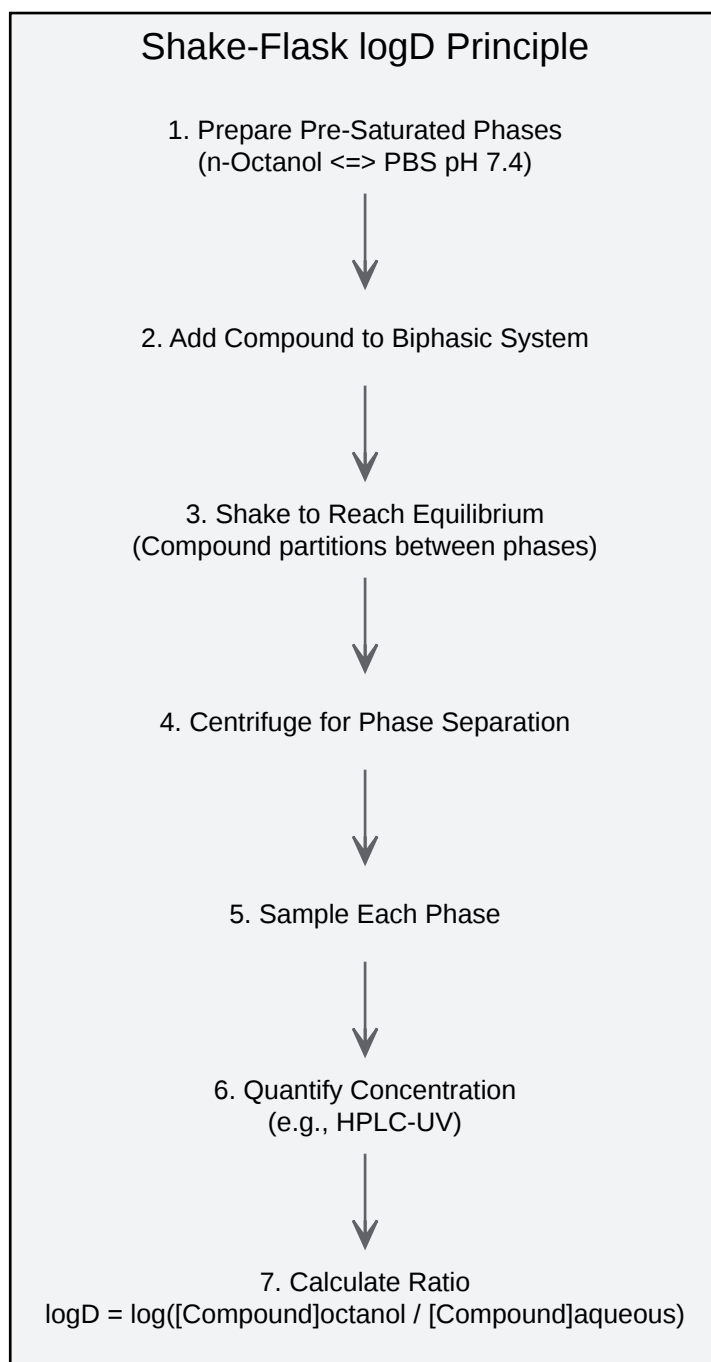 Shake-Flask logD Principle
1. Prepare Pre-Saturated Phases
(n-Octanol <=> PBS pH 7.4)
2. Add Compound to Biphasic System
3. Shake to Reach Equilibrium
(Compound partitions between phases)
4. Centrifuge for Phase Separation
5. Sample Each Phase
6. Quantify Concentration
(e.g., HPLC-UV)
7. Calculate Ratio
logD = log([Compound]octanol / [Compound]aqueous)